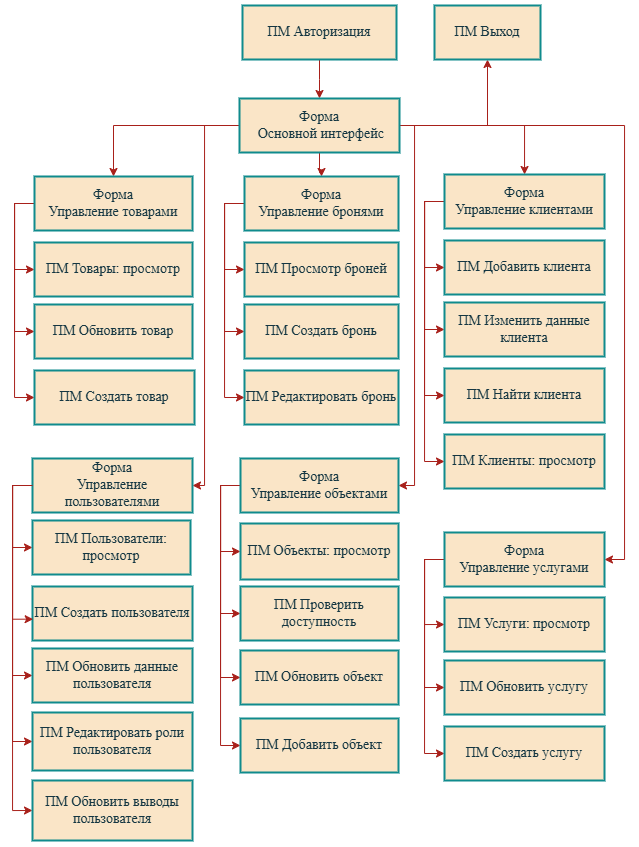 ПМ Авторизация
ПМ Выход
Форма
Основной интерфейс
Форма
Управление товарами
ПМ Товары: просмотр
ПМ Обновить товар
ПМ Создать товар
Форма
Управление бронями
ПМ Просмотр броней
ПМ Создать бронь
ПМ Редактировать бронь
Форма
Управление клиентами
ПМ Добавить клиента
ПМ Изменить данные
клиента
ПМ Найти клиента
ПМ Клиенты: просмотр
Форма
Управление
пользователями
ПМ Пользователи:
просмотр
ПМ Создать пользователя
ПМ Обновить данные
пользователя
ПМ Редактировать роли
пользователя
ПМ Обновить выводы
пользователя
Форма
Управление объектами
ПМ Объекты: просмотр
ПМ Проверить
доступность
ПМ Обновить объект
ПМ Добавить объект
Форма
Управление услугами
ПМ Услуги: просмотр
ПМ Обновить услугу
ПМ Создать услугу